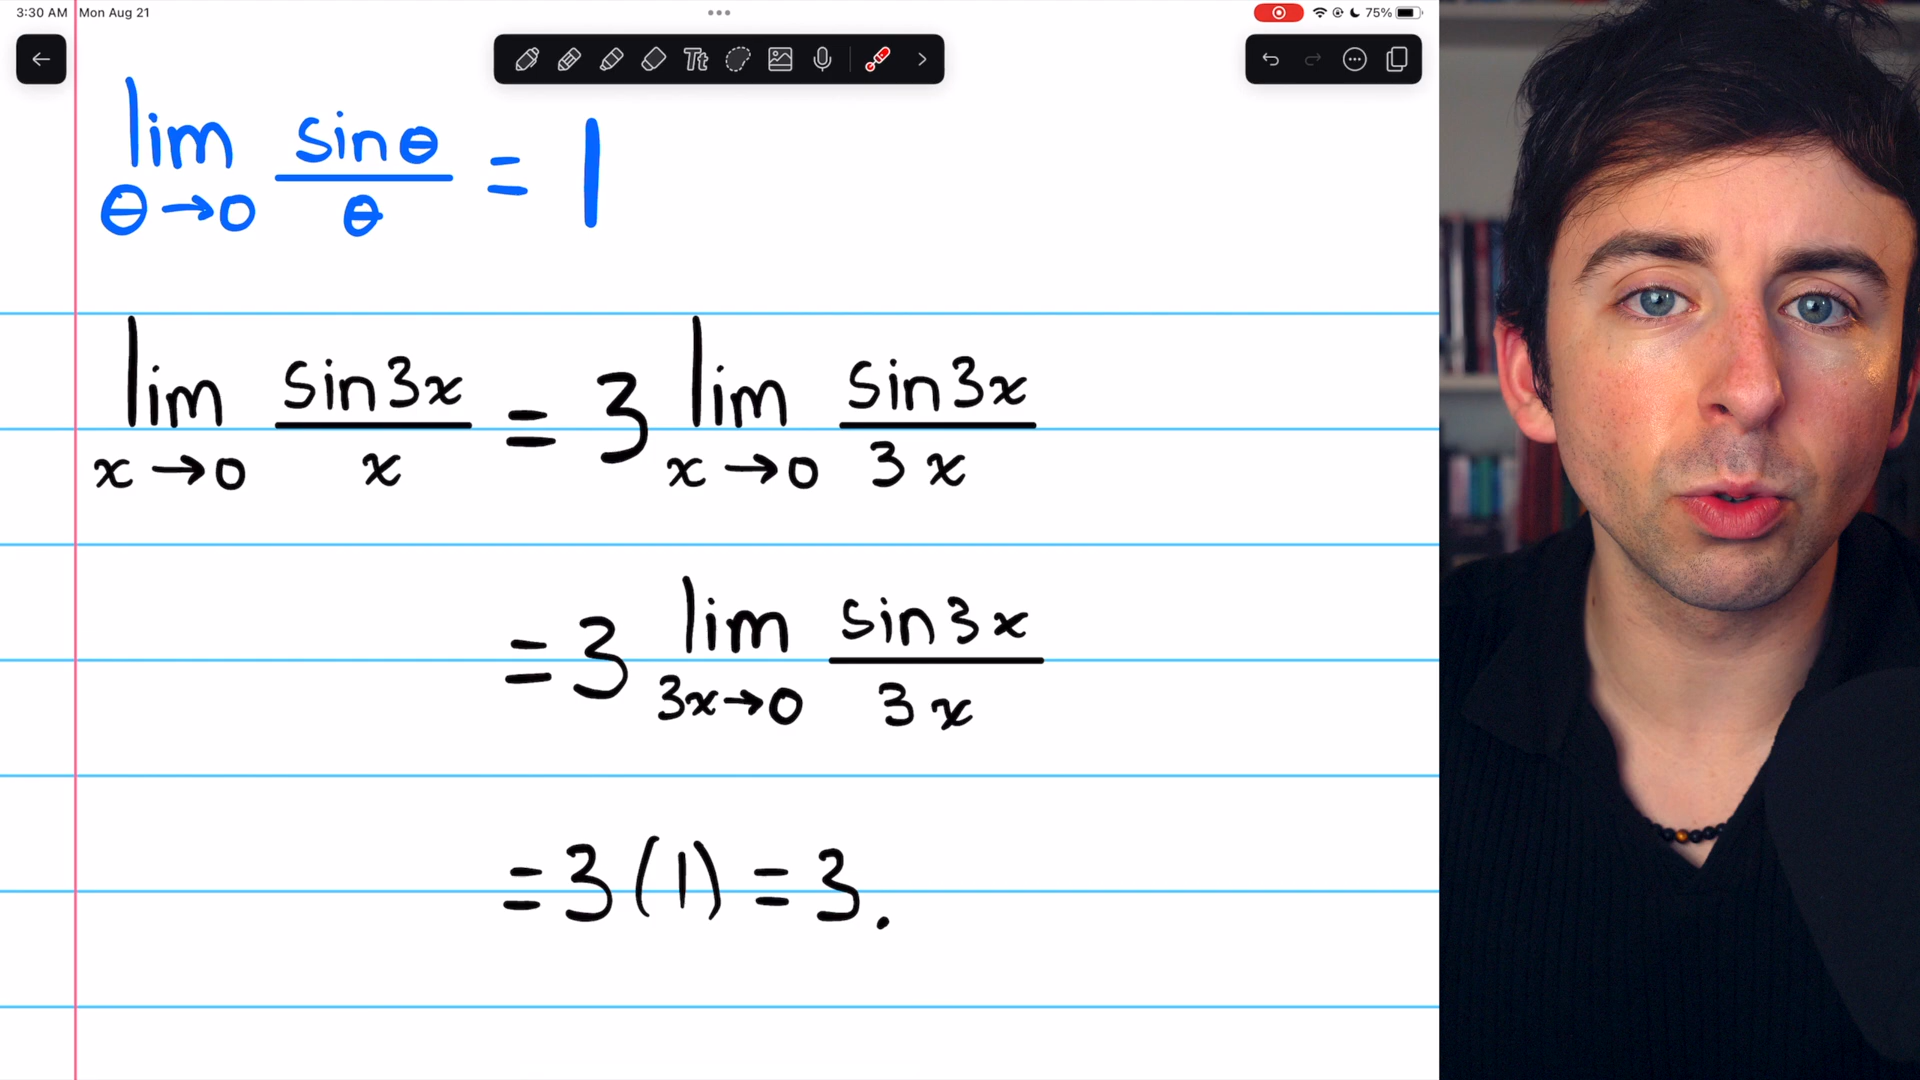 3:30 AM Mon Aug 21 75%
Tt
lim θ→0 sinθ/θ = 1
lim x→0 sin3x/x = 3 lim x→0 sin3x/3x
= 3 lim 3x→0 sin3x/3x
= 3(1) = 3.